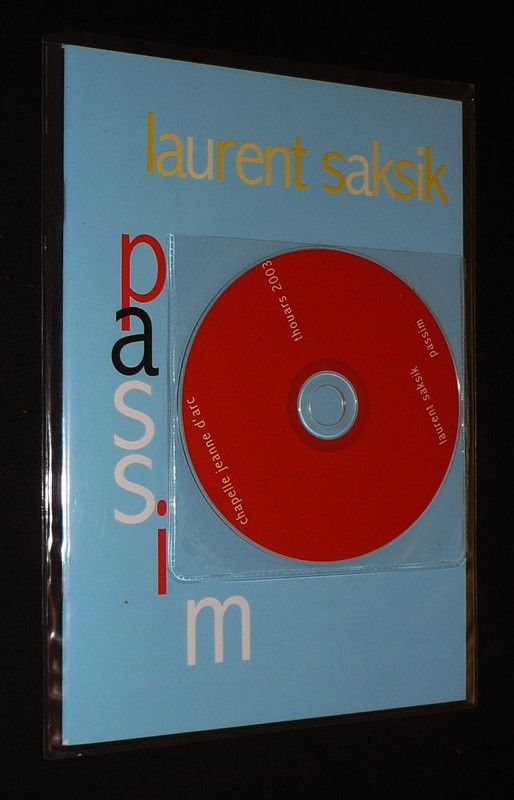 laurent saksik
passim
thouars 2003
laurent saksik passim
chapelle jeanne d'arc